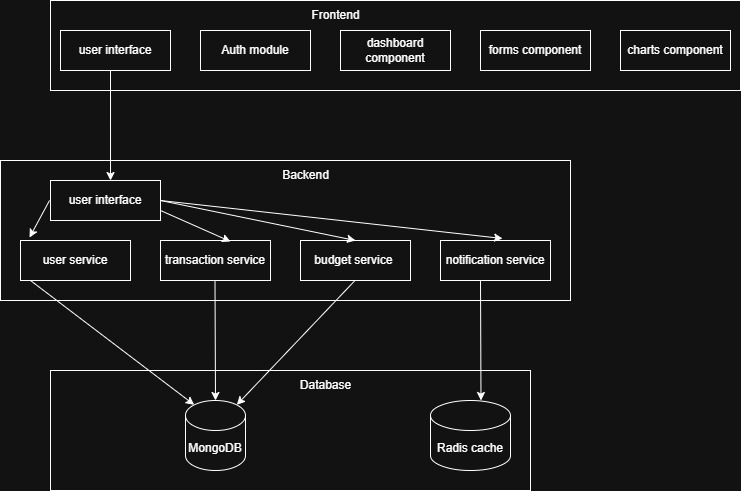 Frontend
user interface
Auth module
dashboard
component
forms component
charts component
Backend
user interface
user service
transaction service
budget service
notification service
Database
MongoDB
Radis cache